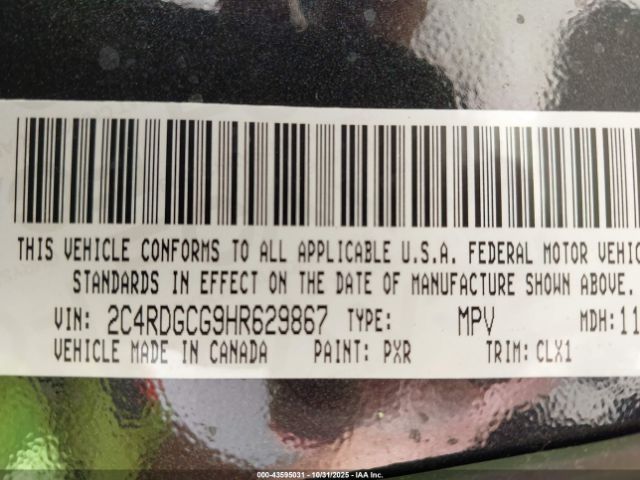 THIS VEHICLE CONFORMS TO ALL APPLICABLE U.S.A. FEDERAL MOTOR
STANDARDS IN EFFECT ON THE DATE OF MANUFACTURE SHOWN ABOVE.
VIN: 2C4RDGCG9HR629867 TYPE: MPV MDH: 11
VEHICLE MADE IN CANADA PAINT: PXR TRIM: CLX1
000-43595031 - 10/31/2025 - COPYRIGHT IAA, LLC.